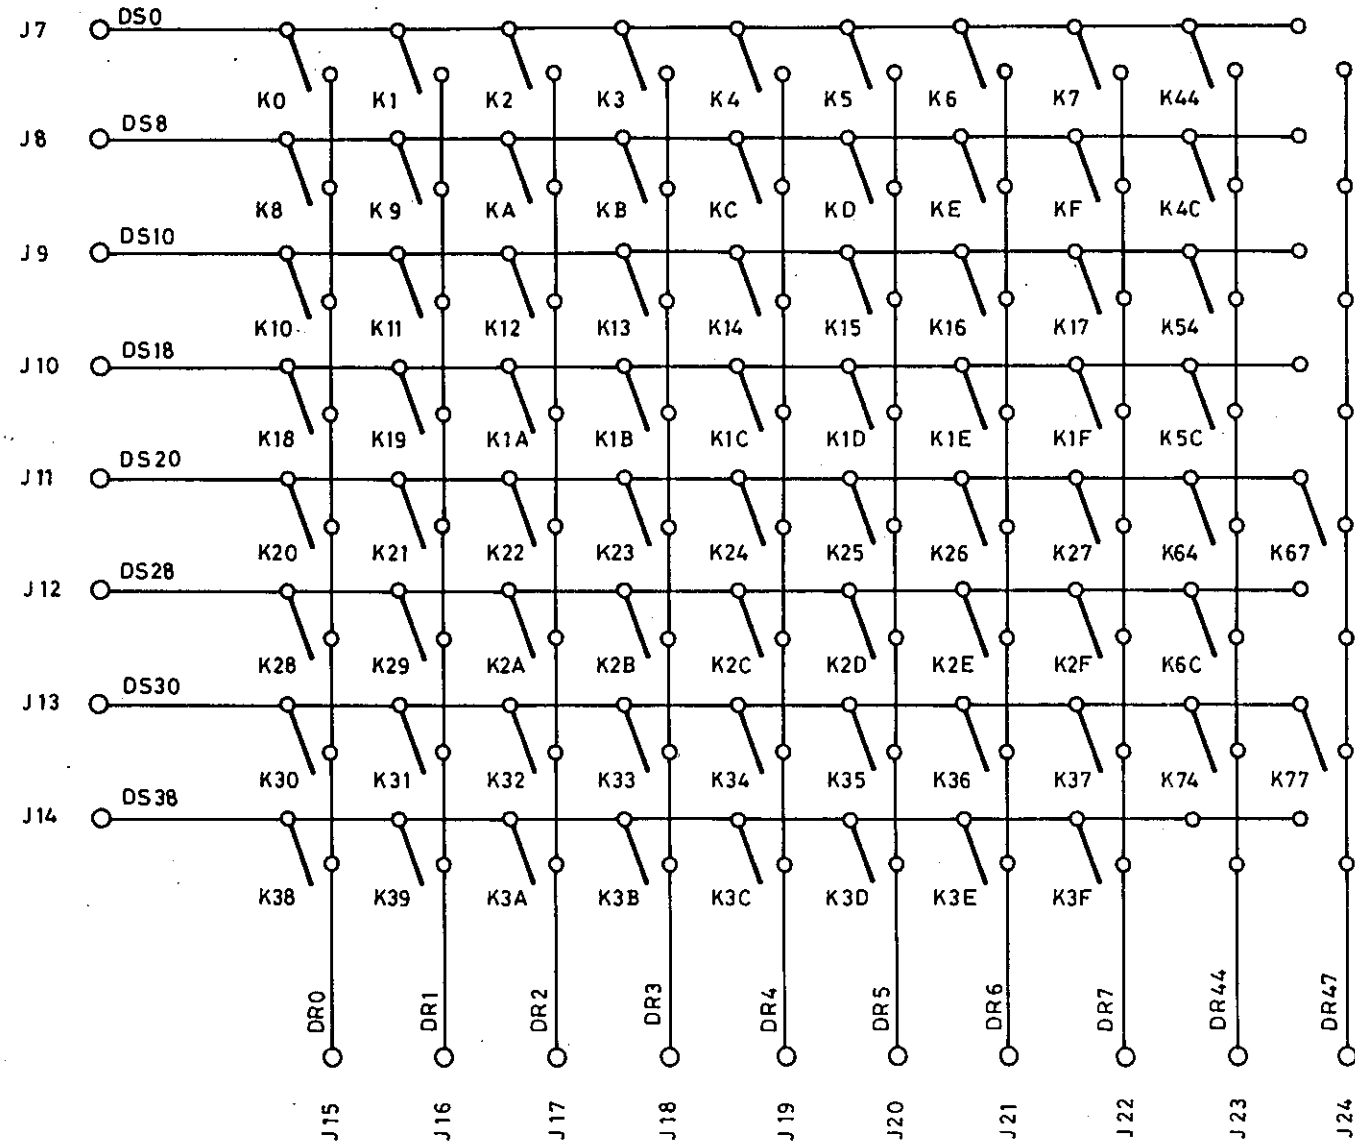 J7 DS0
K0 K1 K2 K3 K4 K5 K6 K7 K44
J8 DS8
K8 K9 KA KB KC KD KE KF K4C
J9 DS10
K10 K11 K12 K13 K14 K15 K16 K17 K54
J10 DS18
K18 K19 K1A K1B K1C K1D K1E K1F K5C
J11 DS20
K20 K21 K22 K23 K24 K25 K26 K27 K64 K67
J12 DS28
K28 K29 K2A K2B K2C K2D K2E K2F K6C
J13 DS30
K30 K31 K32 K33 K34 K35 K36 K37 K74 K77
J14 DS38
K38 K39 K3A K3B K3C K3D K3E K3F
DR0 DR1 DR2 DR3 DR4 DR5 DR6 DR7 DR44 DR47
J15 J16 J17 J18 J19 J20 J21 J22 J23 J24